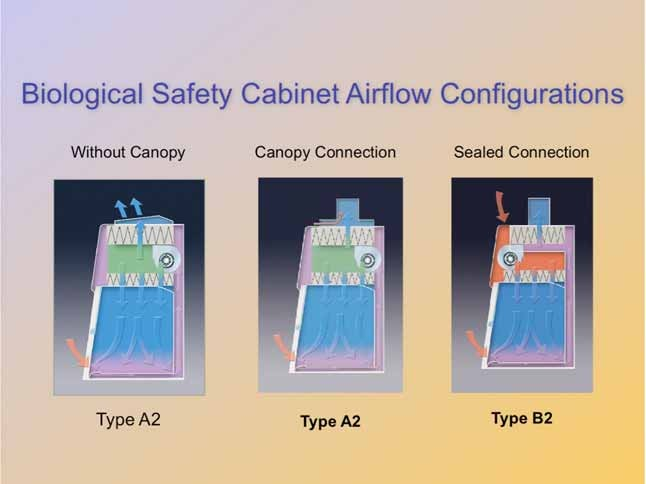 Biological Safety Cabinet Airflow Configurations
Without Canopy
Canopy Connection
Sealed Connection
Type A2
Type A2
Type B2